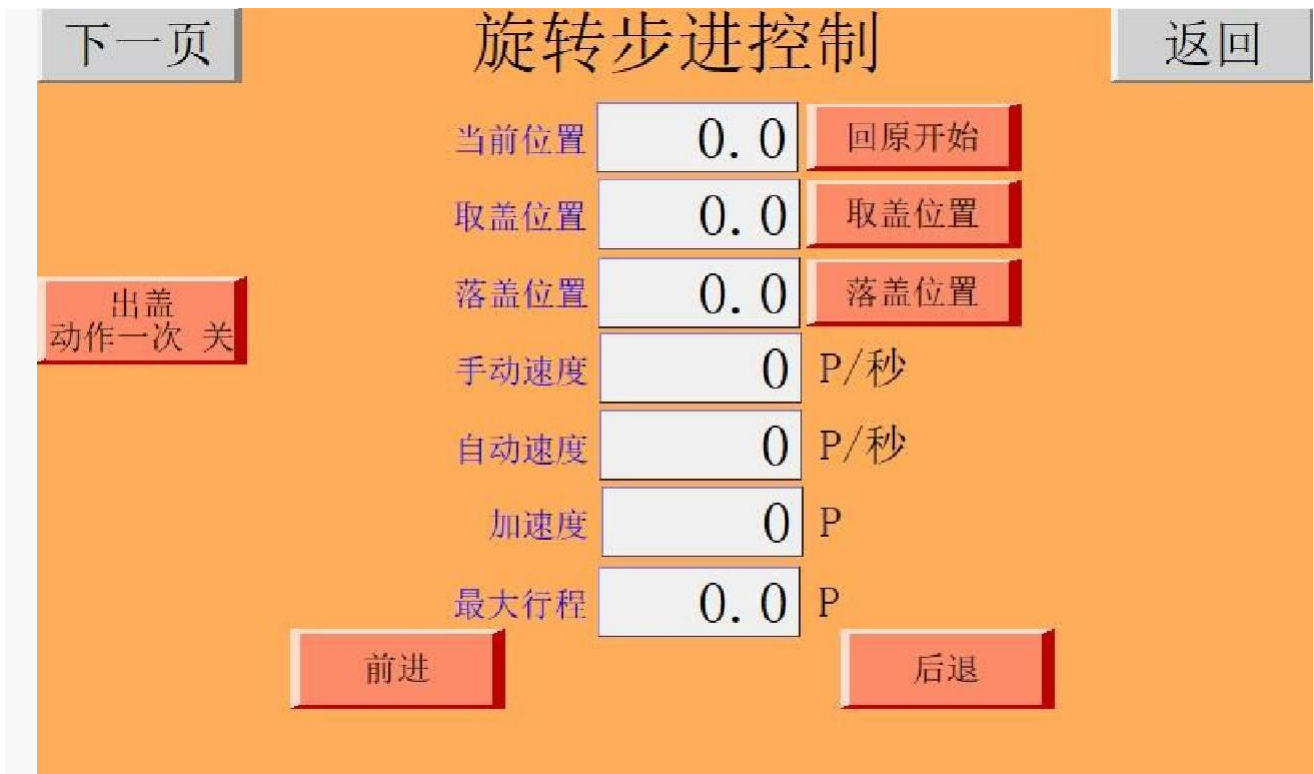 下一页
旋转步进控制
返回
当前位置 0.0 回原开始
取盖位置 0.0 取盖位置
落盖位置 0.0 落盖位置
出盖
动作一次 关
手动速度 0 P/秒
自动速度 0 P/秒
加速度 0 P
最大行程 0.0 P
前进
后退